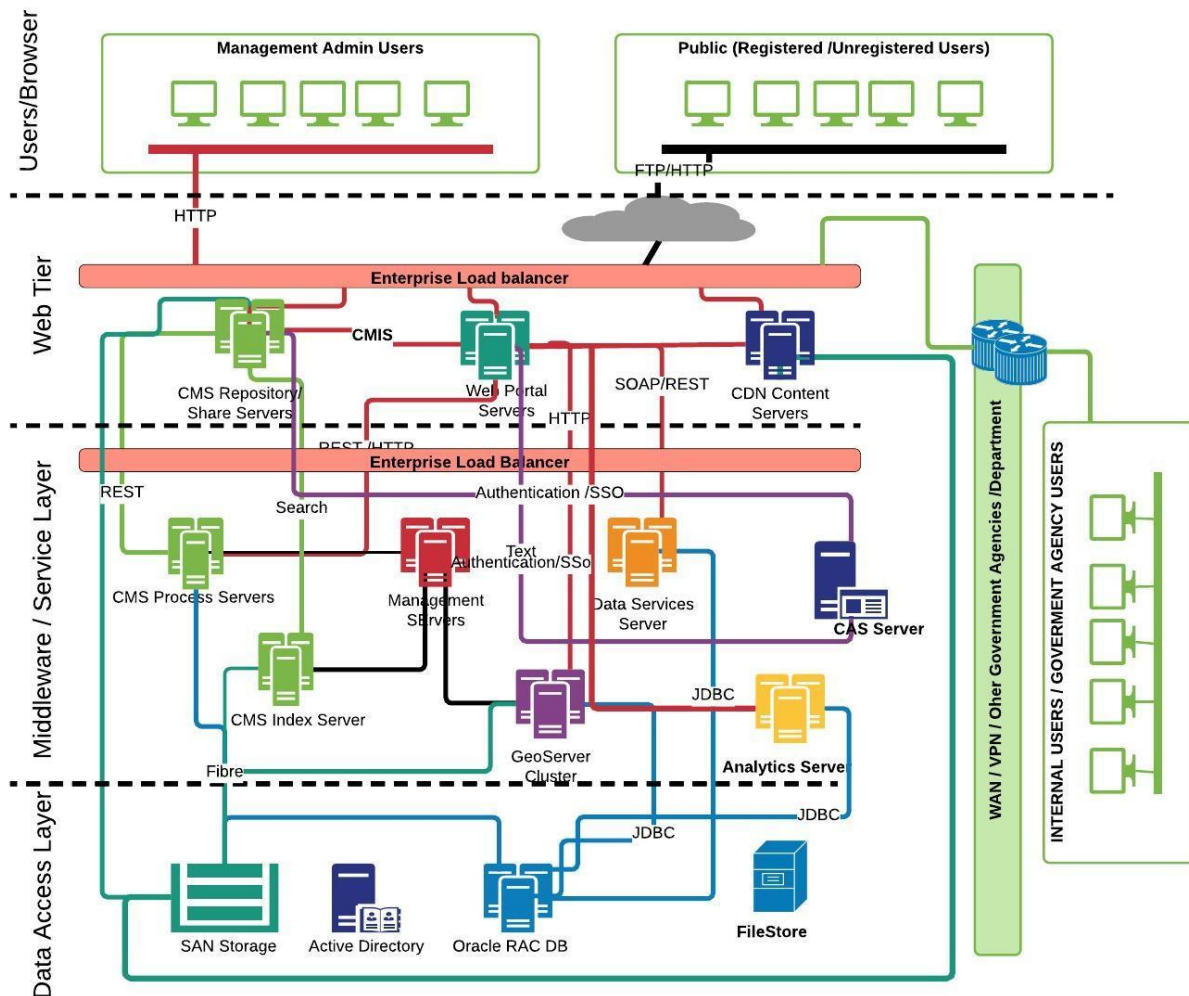 Users/Browser
Management Admin Users
Public (Registered /Unregistered Users)
FTP/HTTP
HTTP
Web Tier
Enterprise Load balancer
CMIS
CMS Repository/
Share Servers
Web Portal
Servers
SOAP/REST
CDN Content
Servers
HTTP
REST /HTTP
Enterprise Load Balancer
Middleware / Service Layer
REST
Search
Authentication /SSO
Text
Authentication/SSo
CMS Process Servers
Management
SErvers
Data Services
Server
CAS Server
CMS Index Server
JDBC
GeoServer
Cluster
Analytics Server
Fibre
JDBC
JDBC
Data Access Layer
SAN Storage
Active Directory
Oracle RAC DB
FileStore
WAN / VPN / Oher Government Agencies /Department
INTERNAL USERS / GOVERMENT AGENCY USERS